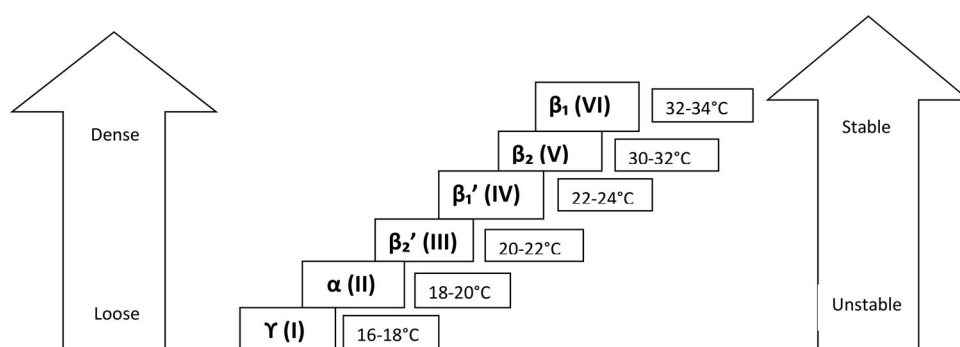 β₁ (VI)
32-34°C
Dense
Stable
β₂ (V)
30-32°C
β₁’ (IV)
22-24°C
β₂’ (III)
20-22°C
α (II)
18-20°C
Loose
Unstable
ϒ (I)
16-18°C